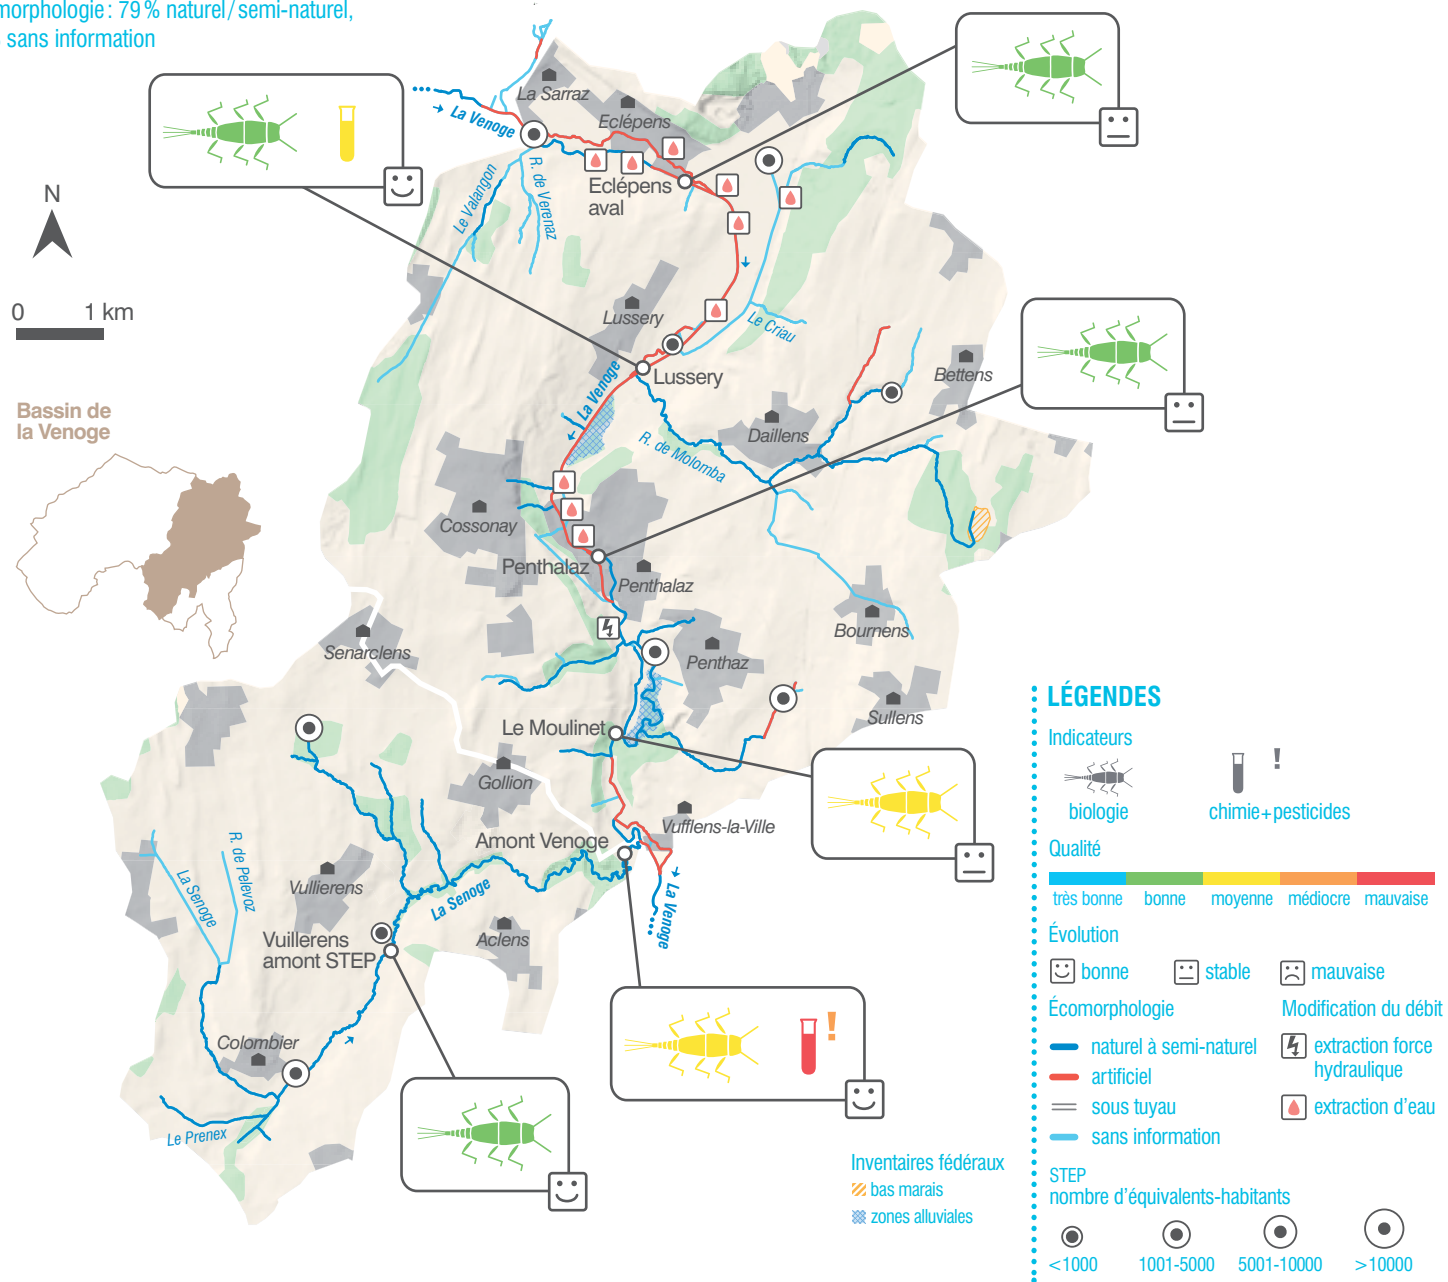 morphologie : 79 % naturel / semi-naturel,
sans information
La Sarraz
La Venoge
Eclépens
Eclépens
aval
R. de Verenaz
Le Valangon
N
0 1 km
Lussery
Le Criau
Bettens
Lussery
La Venoge
Bassin de
la Venoge
Daillens
R. de Molomba
Cossonay
Penthalaz
Penthalaz
Bournens
Senarclens
Penthaz
Sullens
Le Moulinet
Gollion
Vufflens-la-Ville
Amont Venoge
R. de Pelevoz
La Senoge
Vullierens
La Senoge
La Venoge
Aclens
Vuillerens
amont STEP
Colombier
Le Prenex
LÉGENDES
Indicateurs
!
biologie chimie+pesticides
Qualité
très bonne bonne moyenne médiocre mauvaise
Évolution
bonne stable mauvaise
Écomorphologie Modification du débit
naturel à semi-naturel
extraction force
hydraulique
artificiel
sous tuyau
extraction d'eau
sans information
Inventaires fédéraux
bas marais
zones alluviales
STEP
nombre d'équivalents-habitants
<1000 1001-5000 5001-10000 >10000
!